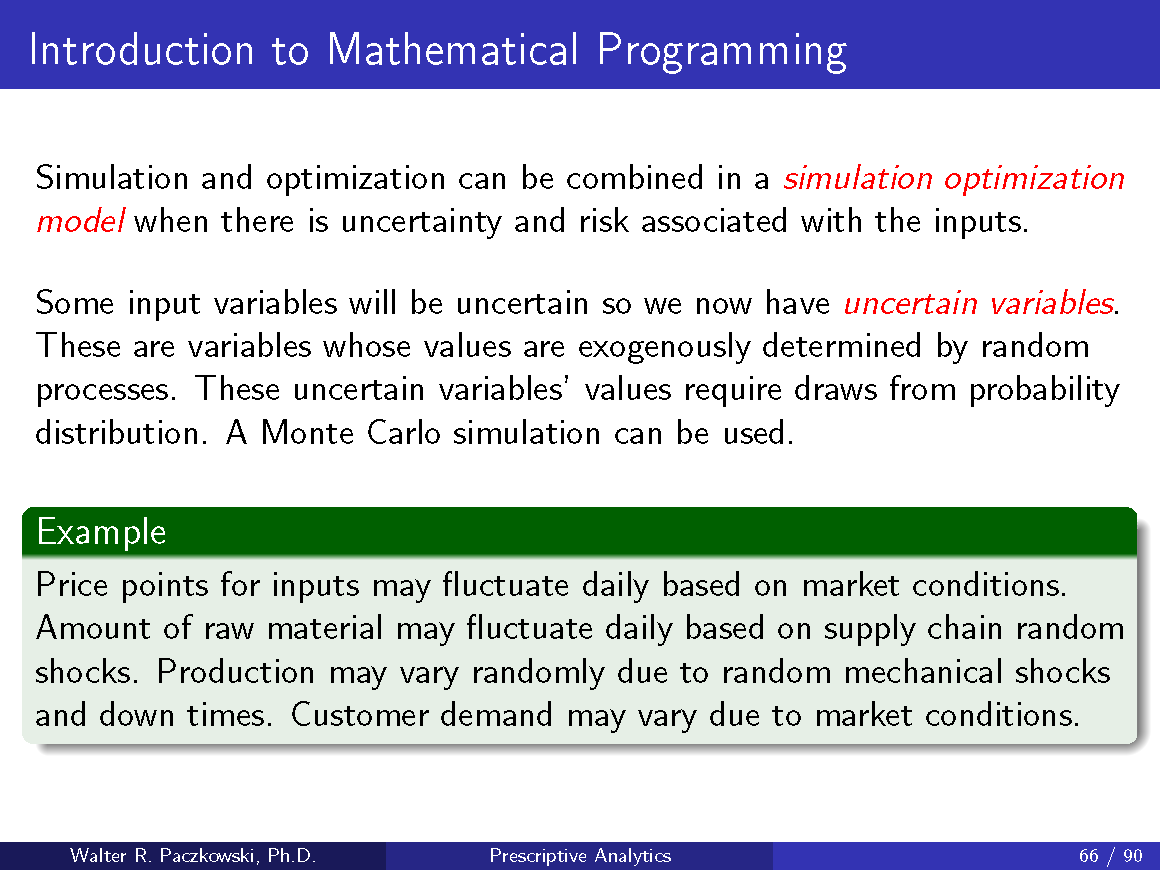 Introduction to Mathematical Programming
Simulation and optimization can be combined in a simulation optimization
model when there is uncertainty and risk associated with the inputs.
Some input variables will be uncertain so we now have uncertain variables.
These are variables whose values are exogenously determined by random
processes. These uncertain variables' values require draws from probability
distribution. A Monte Carlo simulation can be used.
Example
Price points for inputs may fluctuate daily based on market conditions.
Amount of raw material may fluctuate daily based on supply chain random
shocks. Production may vary randomly due to random mechanical shocks
and down times. Customer demand may vary due to market conditions.
Walter R. Paczkowski, Ph.D. Prescriptive Analytics 66 / 90